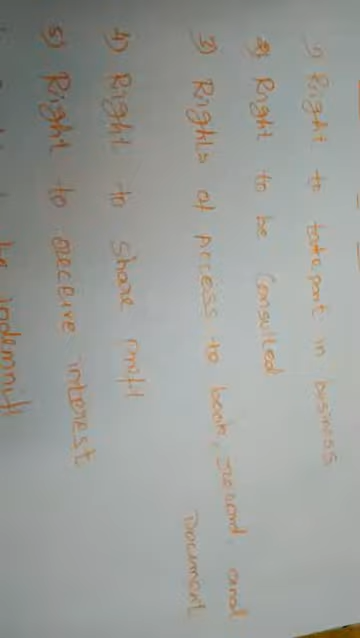 1) Right to take part in business
2) Right to be Consulted
3) Rights of Access to book, record and
Document
4) Right to share profit
5) Right to receive interest
be indemnifi